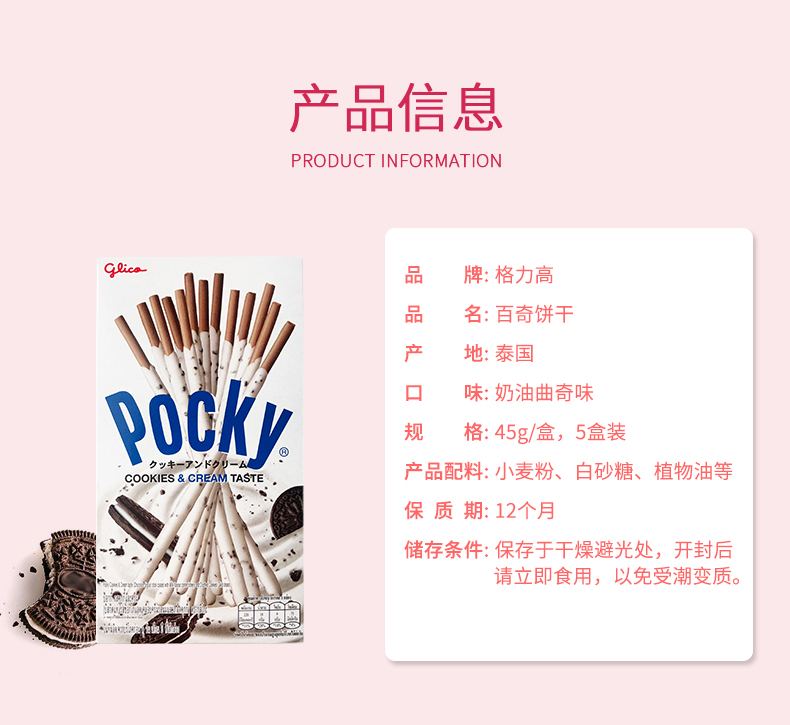 产品信息
PRODUCT INFORMATION
Glico
Pocky®
クッキーアンドクリーム
COOKIES & CREAM TASTE
品 牌: 格力高
品 名: 百奇饼干
产 地: 泰国
口 味: 奶油曲奇味
规 格: 45g/盒，5盒装
产品配料: 小麦粉、白砂糖、植物油等
保 质 期: 12个月
储存条件: 保存于干燥避光处，开封后
请立即食用，以免受潮变质。